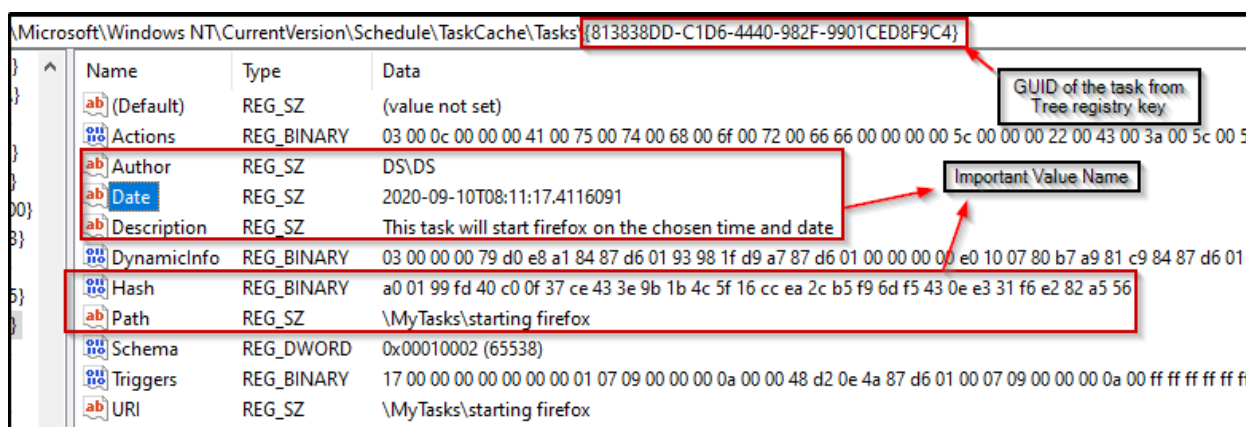 \Microsoft\Windows NT\CurrentVersion\Schedule\TaskCache\Tasks\{813838DD-C1D6-4440-982F-9901CED8F9C4}
Name Type Data
GUID of the task from
Tree registry key
(Default) REG_SZ (value not set)
Actions REG_BINARY 03 00 0c 00 00 00 41 00 75 00 74 00 68 00 6f 00 72 00 66 66 00 00 00 00 5c 00 00 00 22 00 43 00 3a 00 5c 00 5
Author REG_SZ DS\DS
Important Value Name
Date REG_SZ 2020-09-10T08:11:17.4116091
00}
Description REG_SZ This task will start firefox on the chosen time and date
3}
DynamicInfo REG_BINARY 03 00 00 00 79 d0 e8 a1 84 87 d6 01 93 98 1f d9 a7 87 d6 01 00 00 00 00 e0 10 07 80 b7 a9 81 c9 84 87 d6 01
5}
Hash REG_BINARY a0 01 99 fd 40 c0 0f 37 ce 43 3e 9b 1b 4c 5f 16 cc ea 2c b5 f9 6d f5 43 0e e3 31 f6 e2 82 a5 56
Path REG_SZ \MyTasks\starting firefox
Schema REG_DWORD 0x00010002 (65538)
Triggers REG_BINARY 17 00 00 00 00 00 00 00 01 07 09 00 00 00 0a 00 00 48 d2 0e 4a 87 d6 01 00 07 09 00 00 00 0a 00 ff ff ff ff ff f
URI REG_SZ \MyTasks\starting firefox